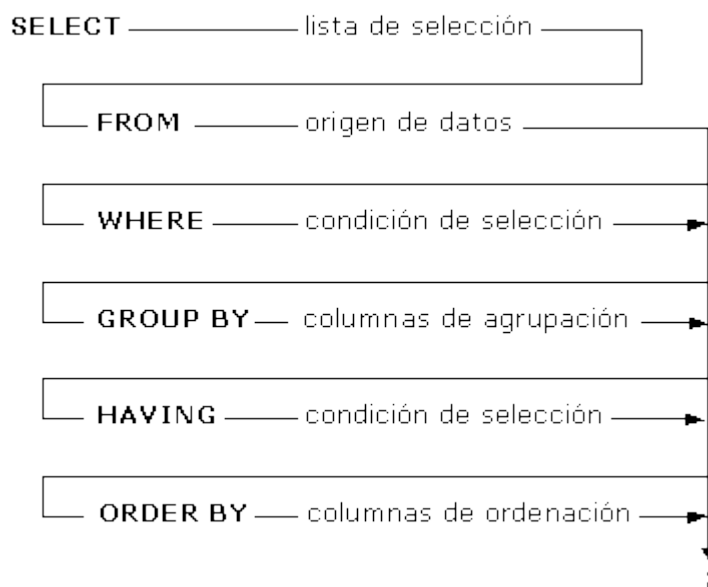 SELECT lista de selección
FROM origen de datos
WHERE condición de selección
GROUP BY columnas de agrupación
HAVING condición de selección
ORDER BY columnas de ordenación